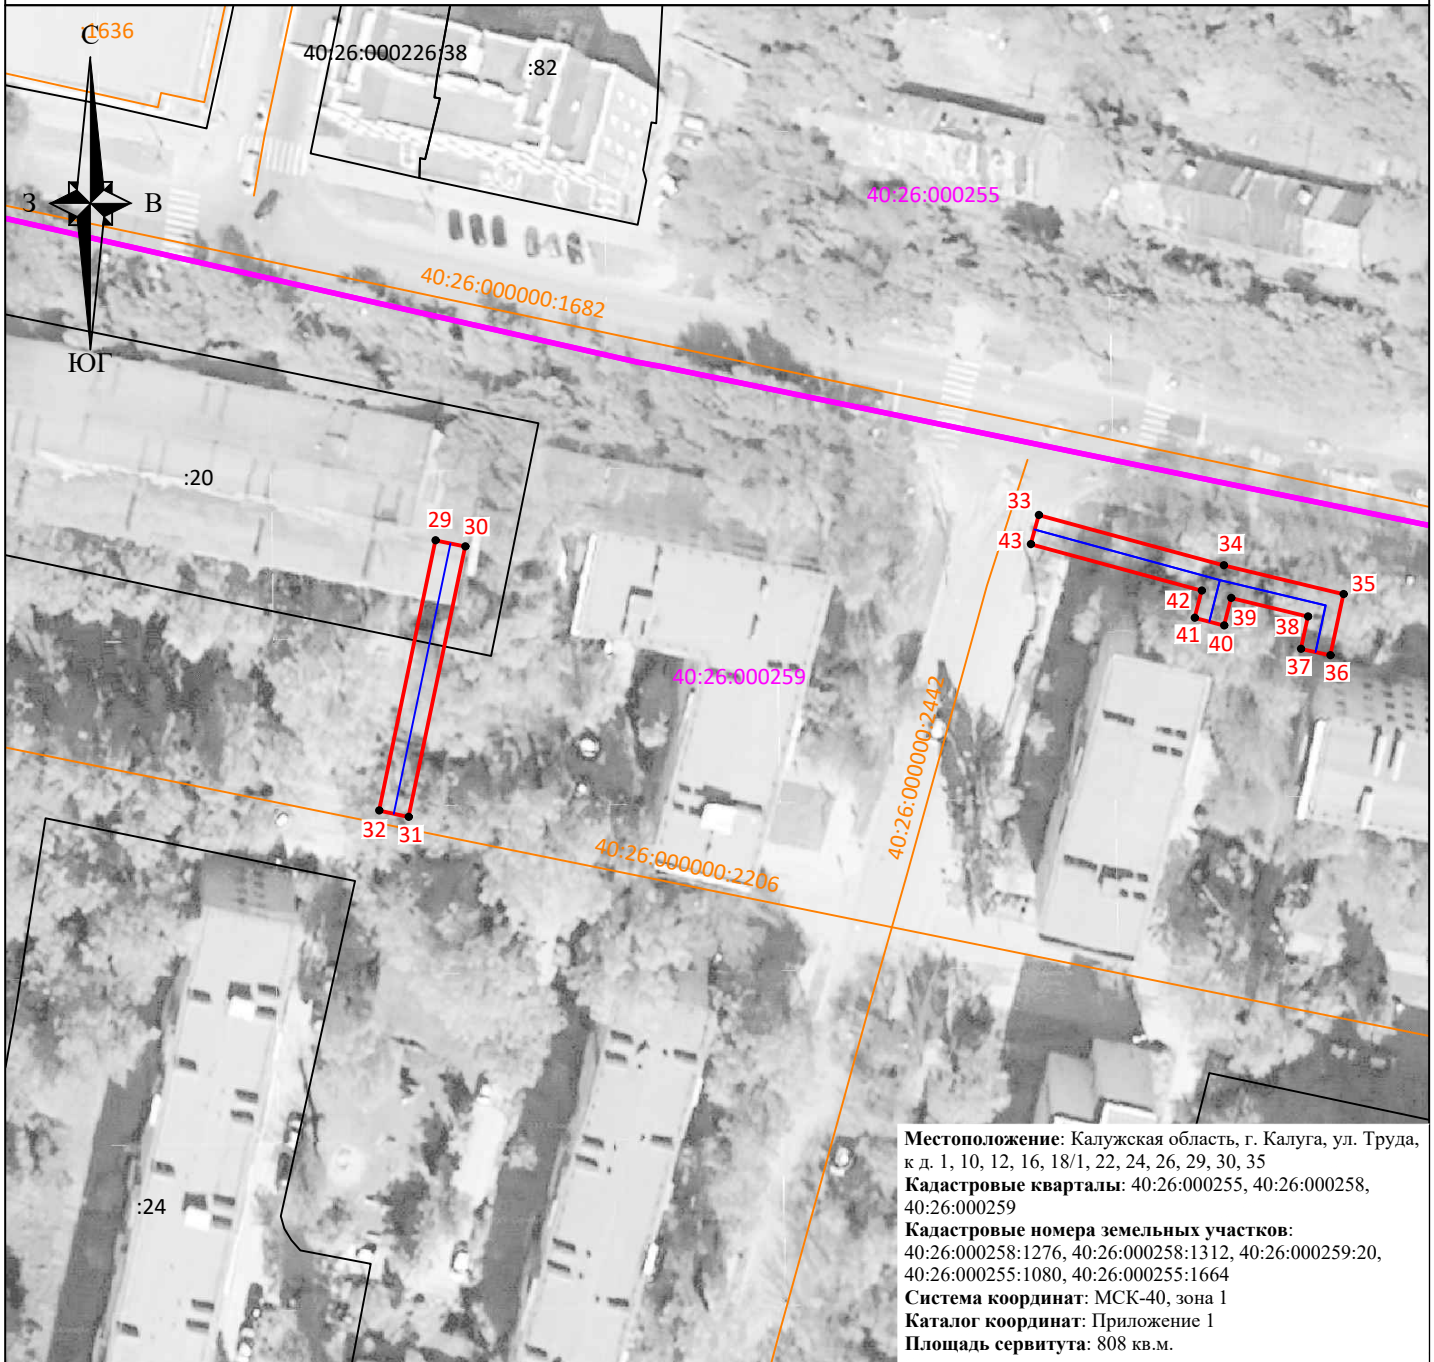 :1636
С
40:26:000226:38
:82
40:26:000255
З
В
40:26:000000:1682
ЮГ
:20
29
30
33
34
43
35
42
39
38
41
40
37
36
40:26:000259
40:26:000000:2442
32
31
40:26:000000:2206
:24
Местоположение: Калужская область, г. Калуга, ул. Труда,
к д. 1, 10, 12, 16, 18/1, 22, 24, 26, 29, 30, 35
Кадастровые кварталы: 40:26:000255, 40:26:000258,
40:26:000259
Кадастровые номера земельных участков:
40:26:000258:1276, 40:26:000258:1312, 40:26:000259:20,
40:26:000255:1080, 40:26:000255:1664
Система координат: МСК-40, зона 1
Каталог координат: Приложение 1
Площадь сервитута: 808 кв.м.